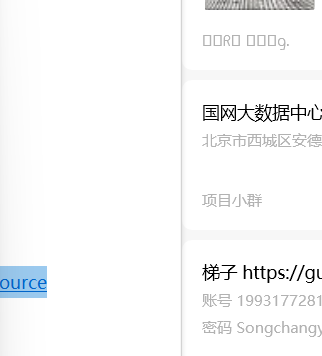 国网大数据中心
北京市西城区安德
项目小群
ource
梯子 https://gu
账号 1993177281
密码 Songchangy